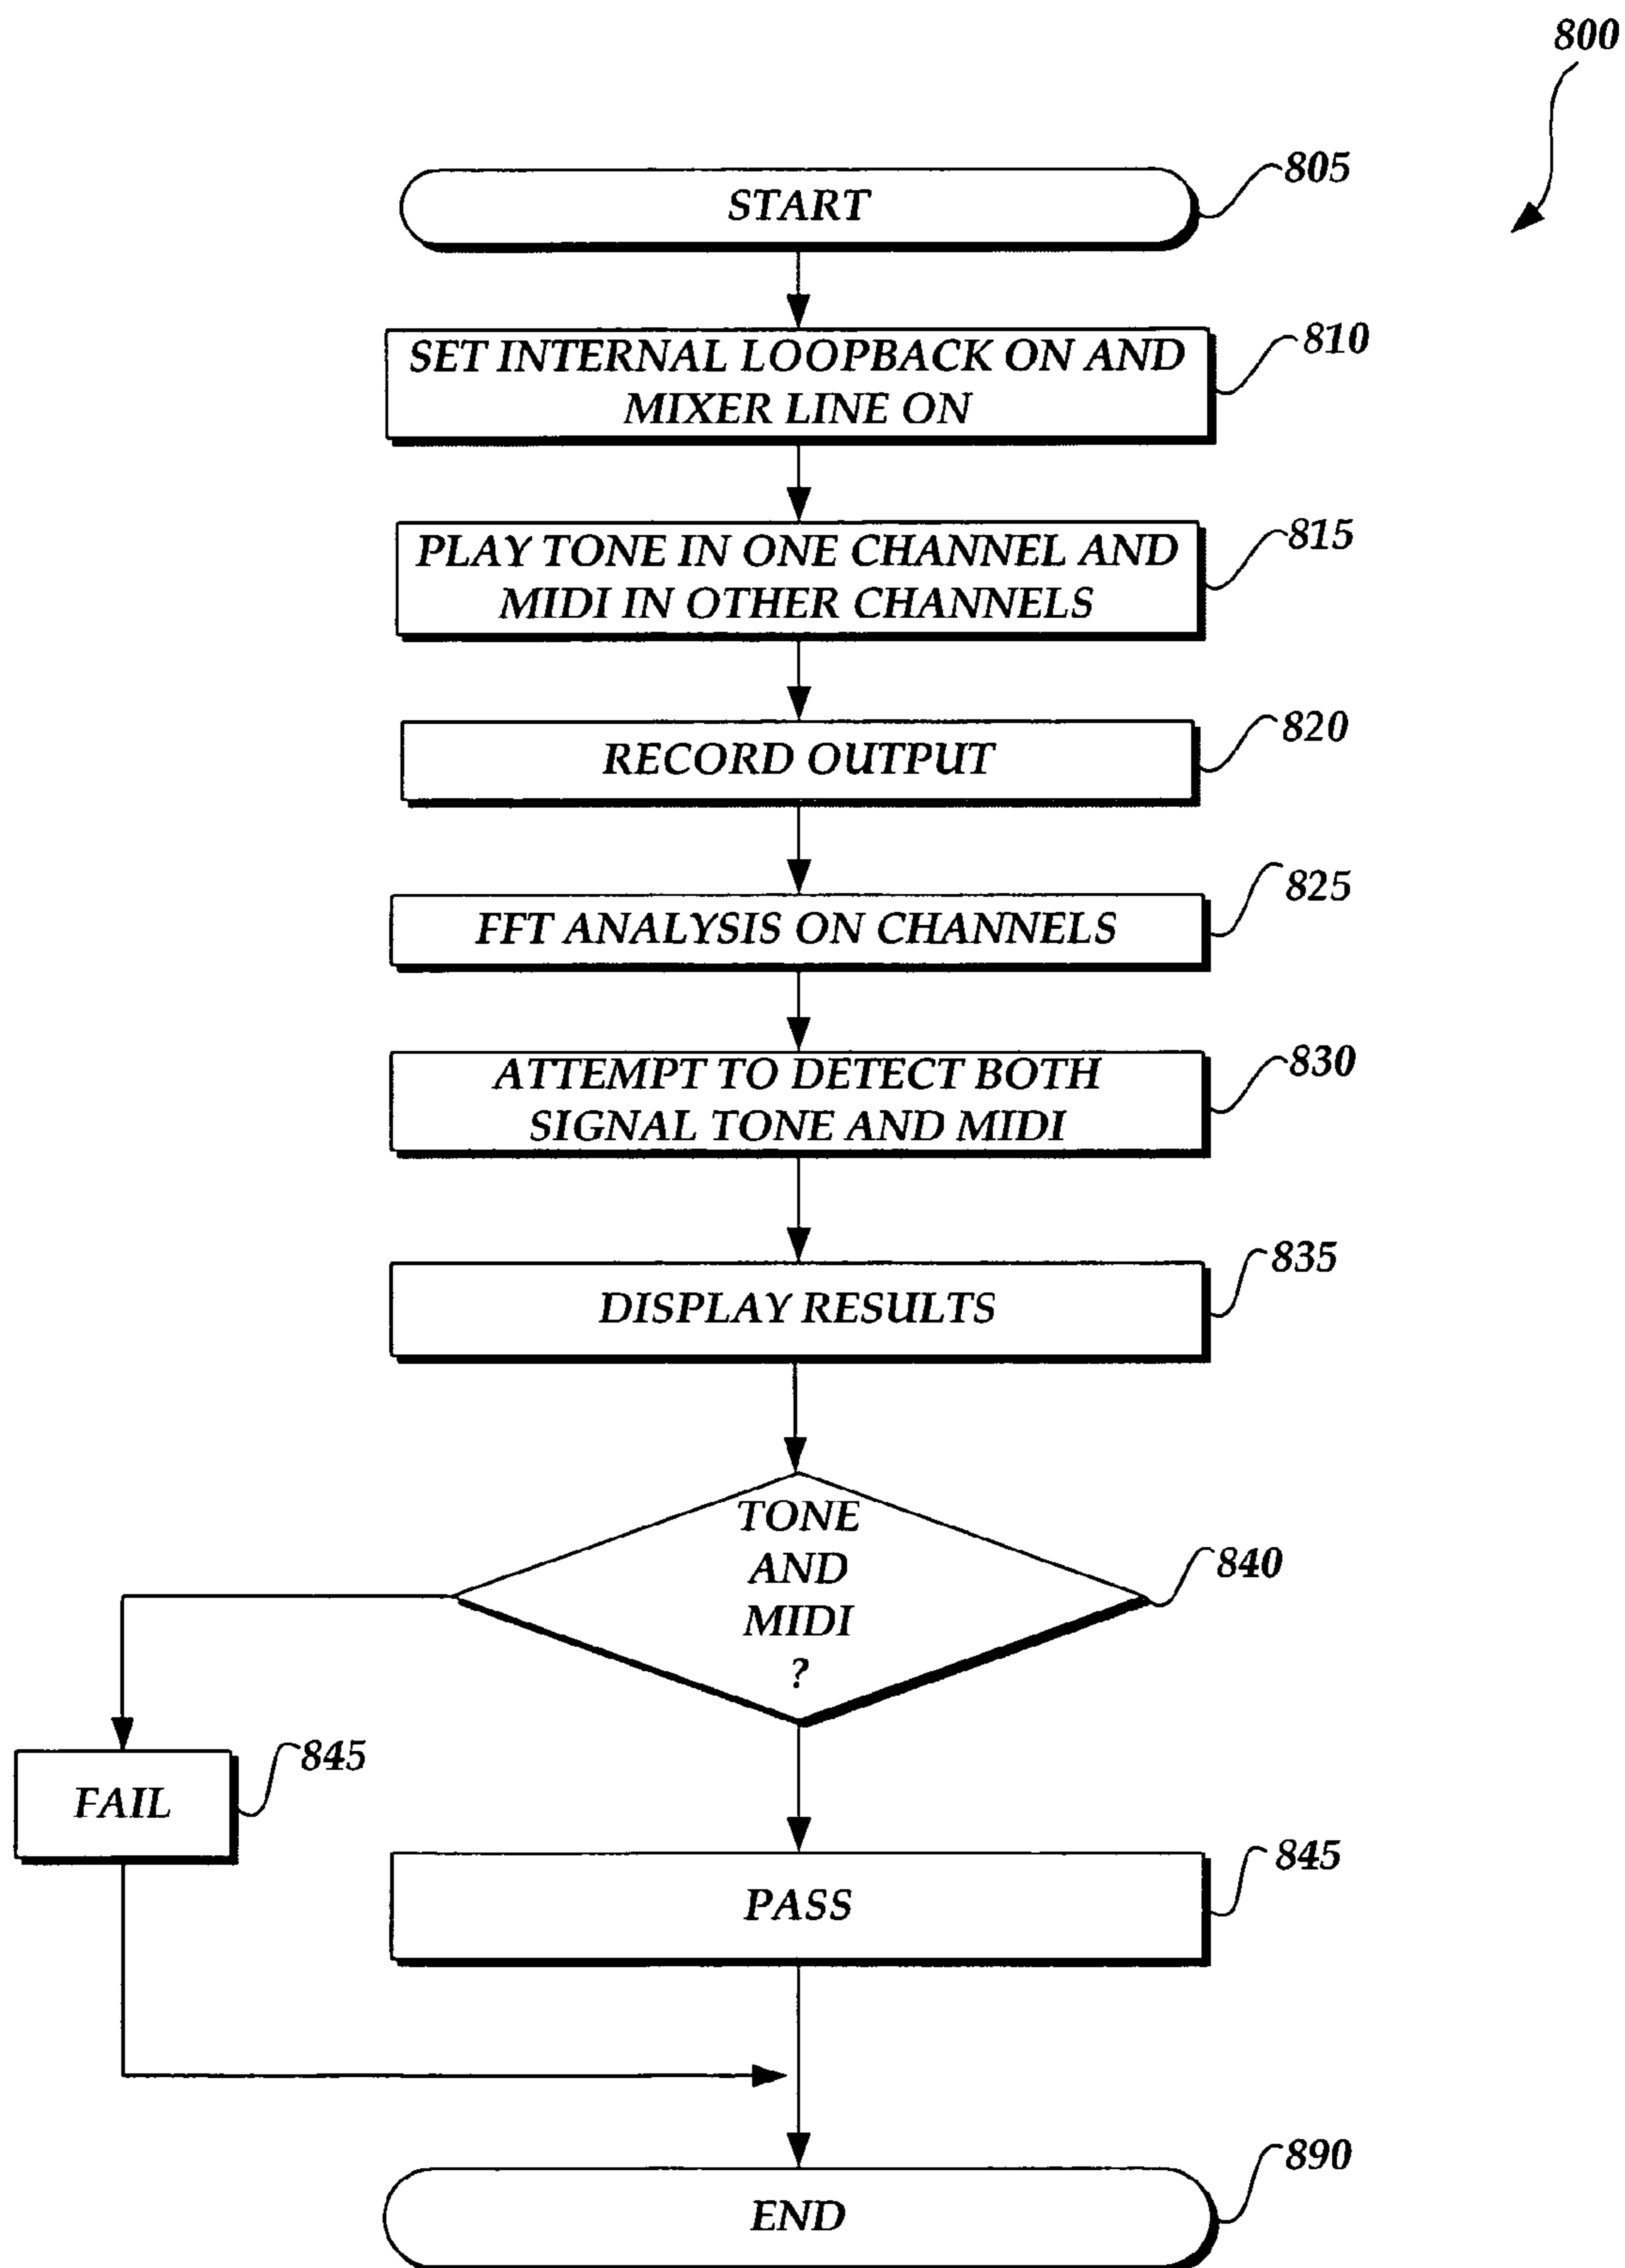 800
START
805
SET INTERNAL LOOPBACK ON AND
MIXER LINE ON
810
PLAY TONE IN ONE CHANNEL AND
MIDI IN OTHER CHANNELS
815
RECORD OUTPUT
820
FFT ANALYSIS ON CHANNELS
825
ATTEMPT TO DETECT BOTH
SIGNAL TONE AND MIDI
830
DISPLAY RESULTS
835
TONE
AND
MIDI
?
840
FAIL
845
PASS
845
END
890